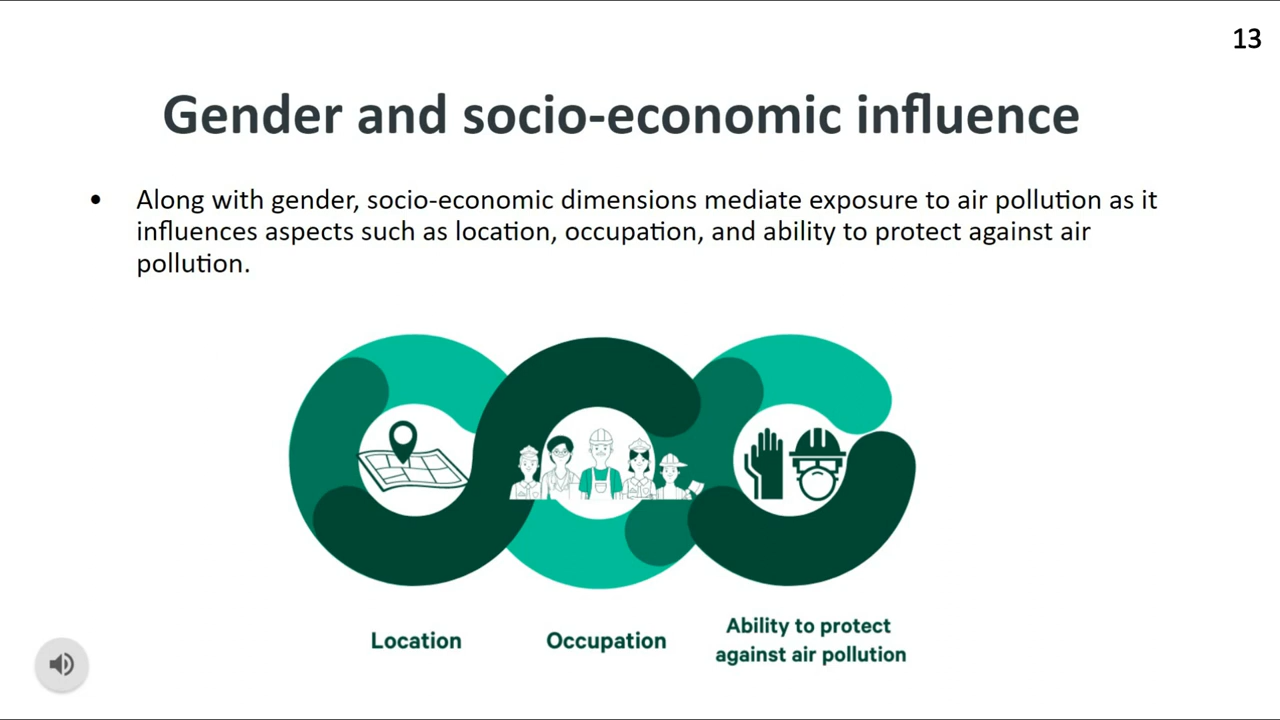 13
Gender and socio-economic influence
• Along with gender, socio-economic dimensions mediate exposure to air pollution as it
influences aspects such as location, occupation, and ability to protect against air
pollution.
Location
Occupation
Ability to protect
against air pollution